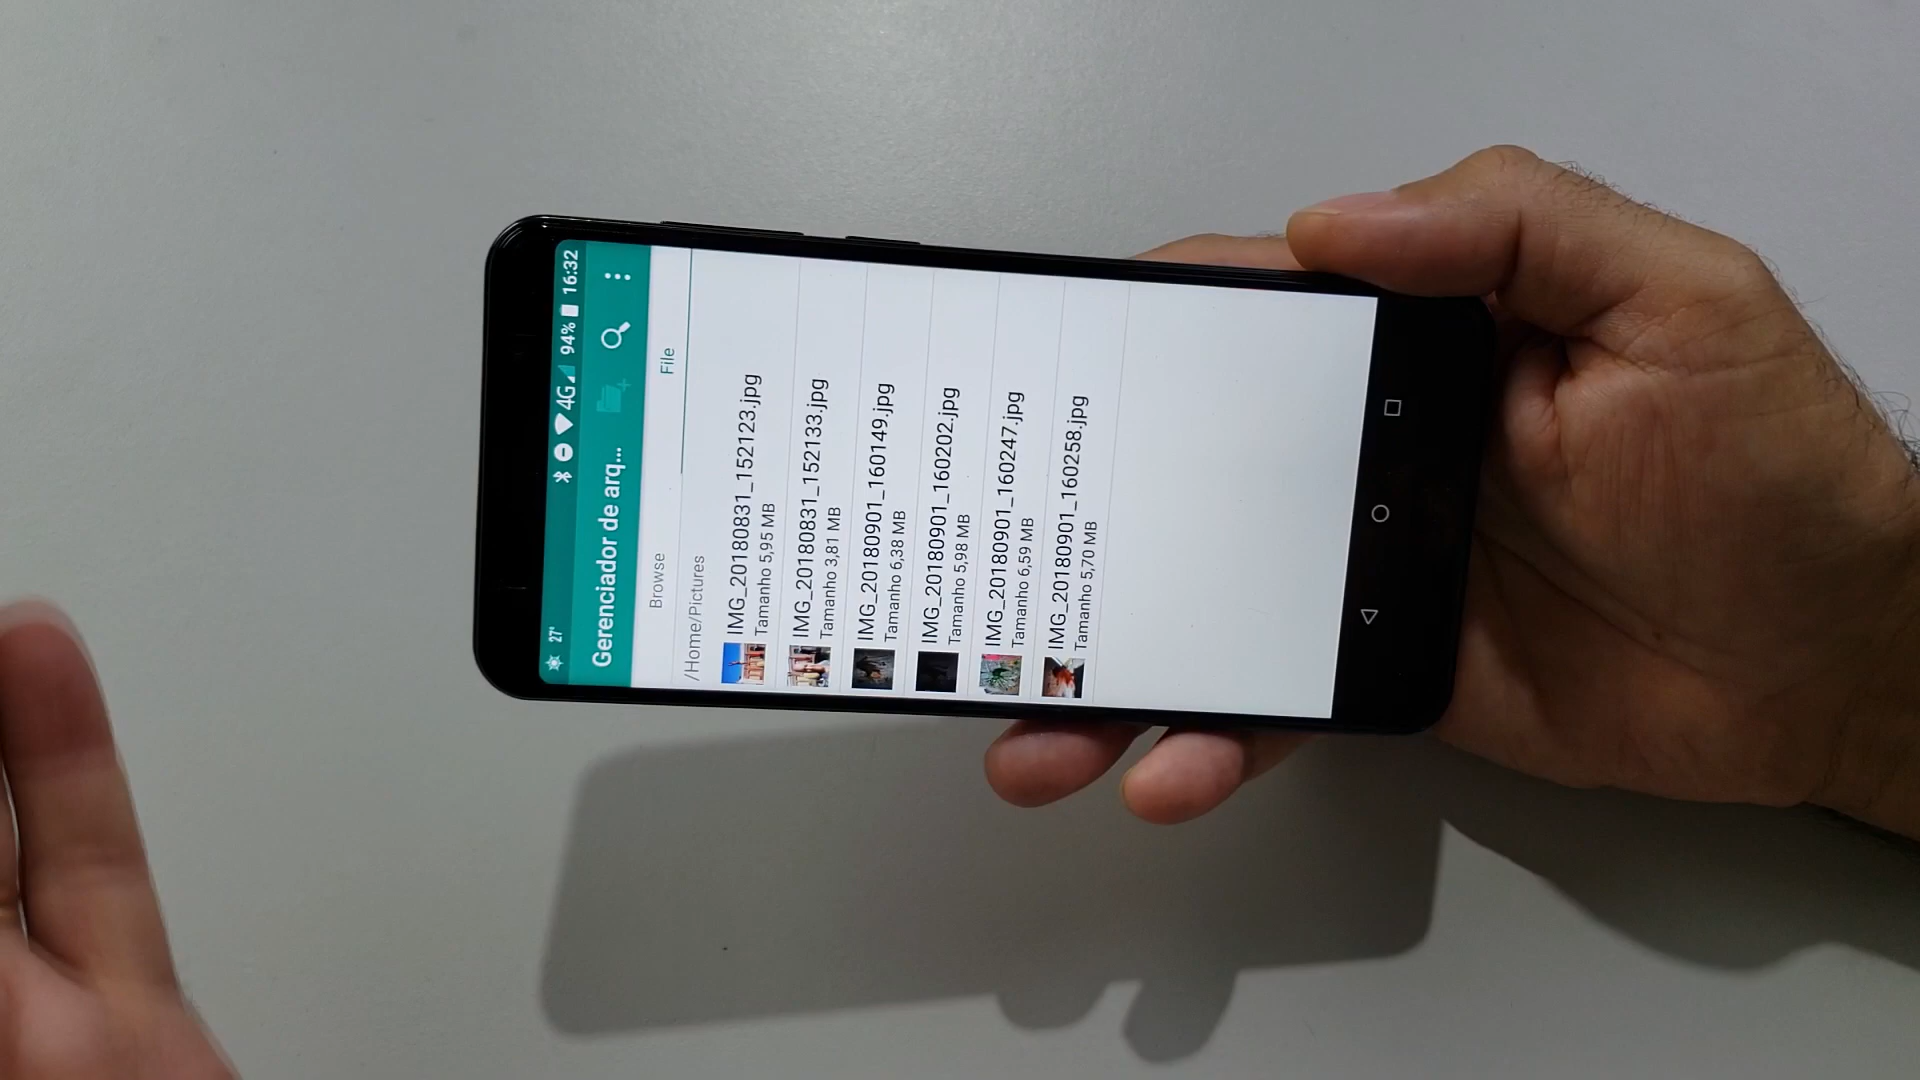 27°
4G 94% 16:32
Gerenciador de arq...
Browse
File
/Home/Pictures
IMG_20180831_152123.jpg
Tamanho 5,95 MB
IMG_20180831_152133.jpg
Tamanho 3,81 MB
IMG_20180901_160149.jpg
Tamanho 6,38 MB
IMG_20180901_160202.jpg
Tamanho 5,98 MB
IMG_20180901_160247.jpg
Tamanho 6,59 MB
IMG_20180901_160258.jpg
Tamanho 5,70 MB